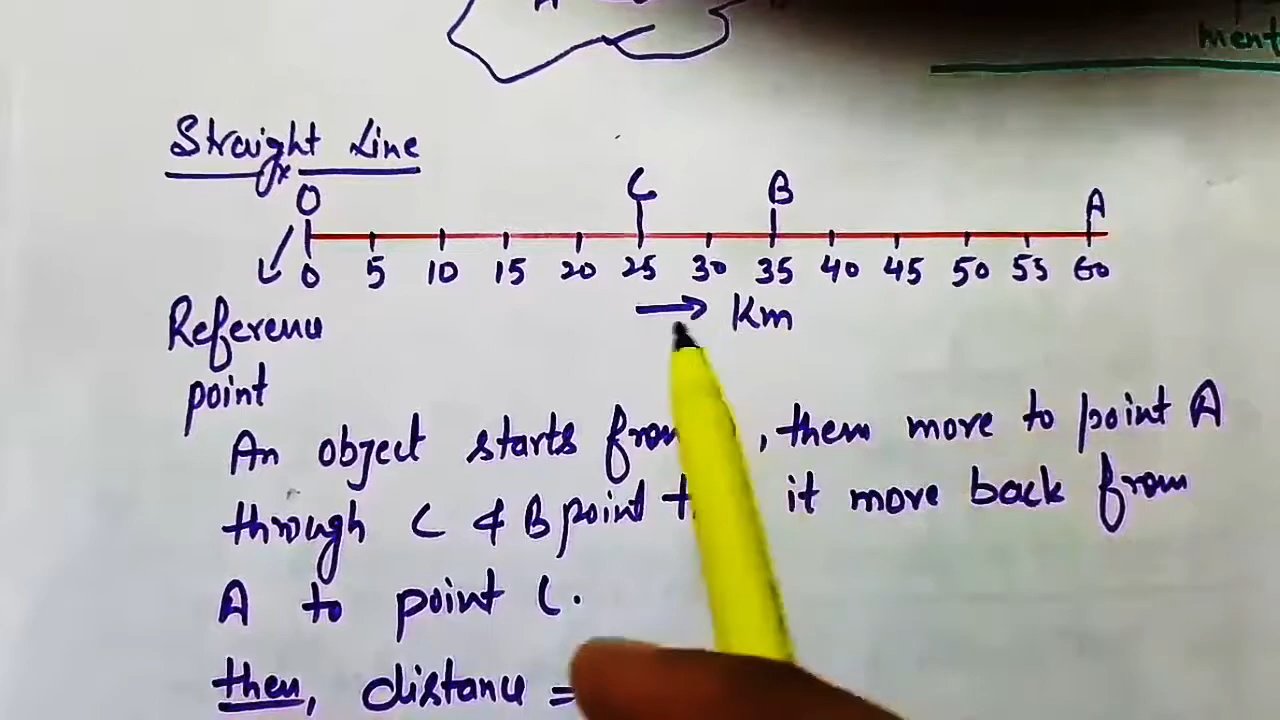 ment
Straight Line
O C B A
0 5 10 15 20 25 30 35 40 45 50 55 60
Km
Reference
point
An object starts from , them more to point A
through C & B point it move back from
A to point C.
then, distance =